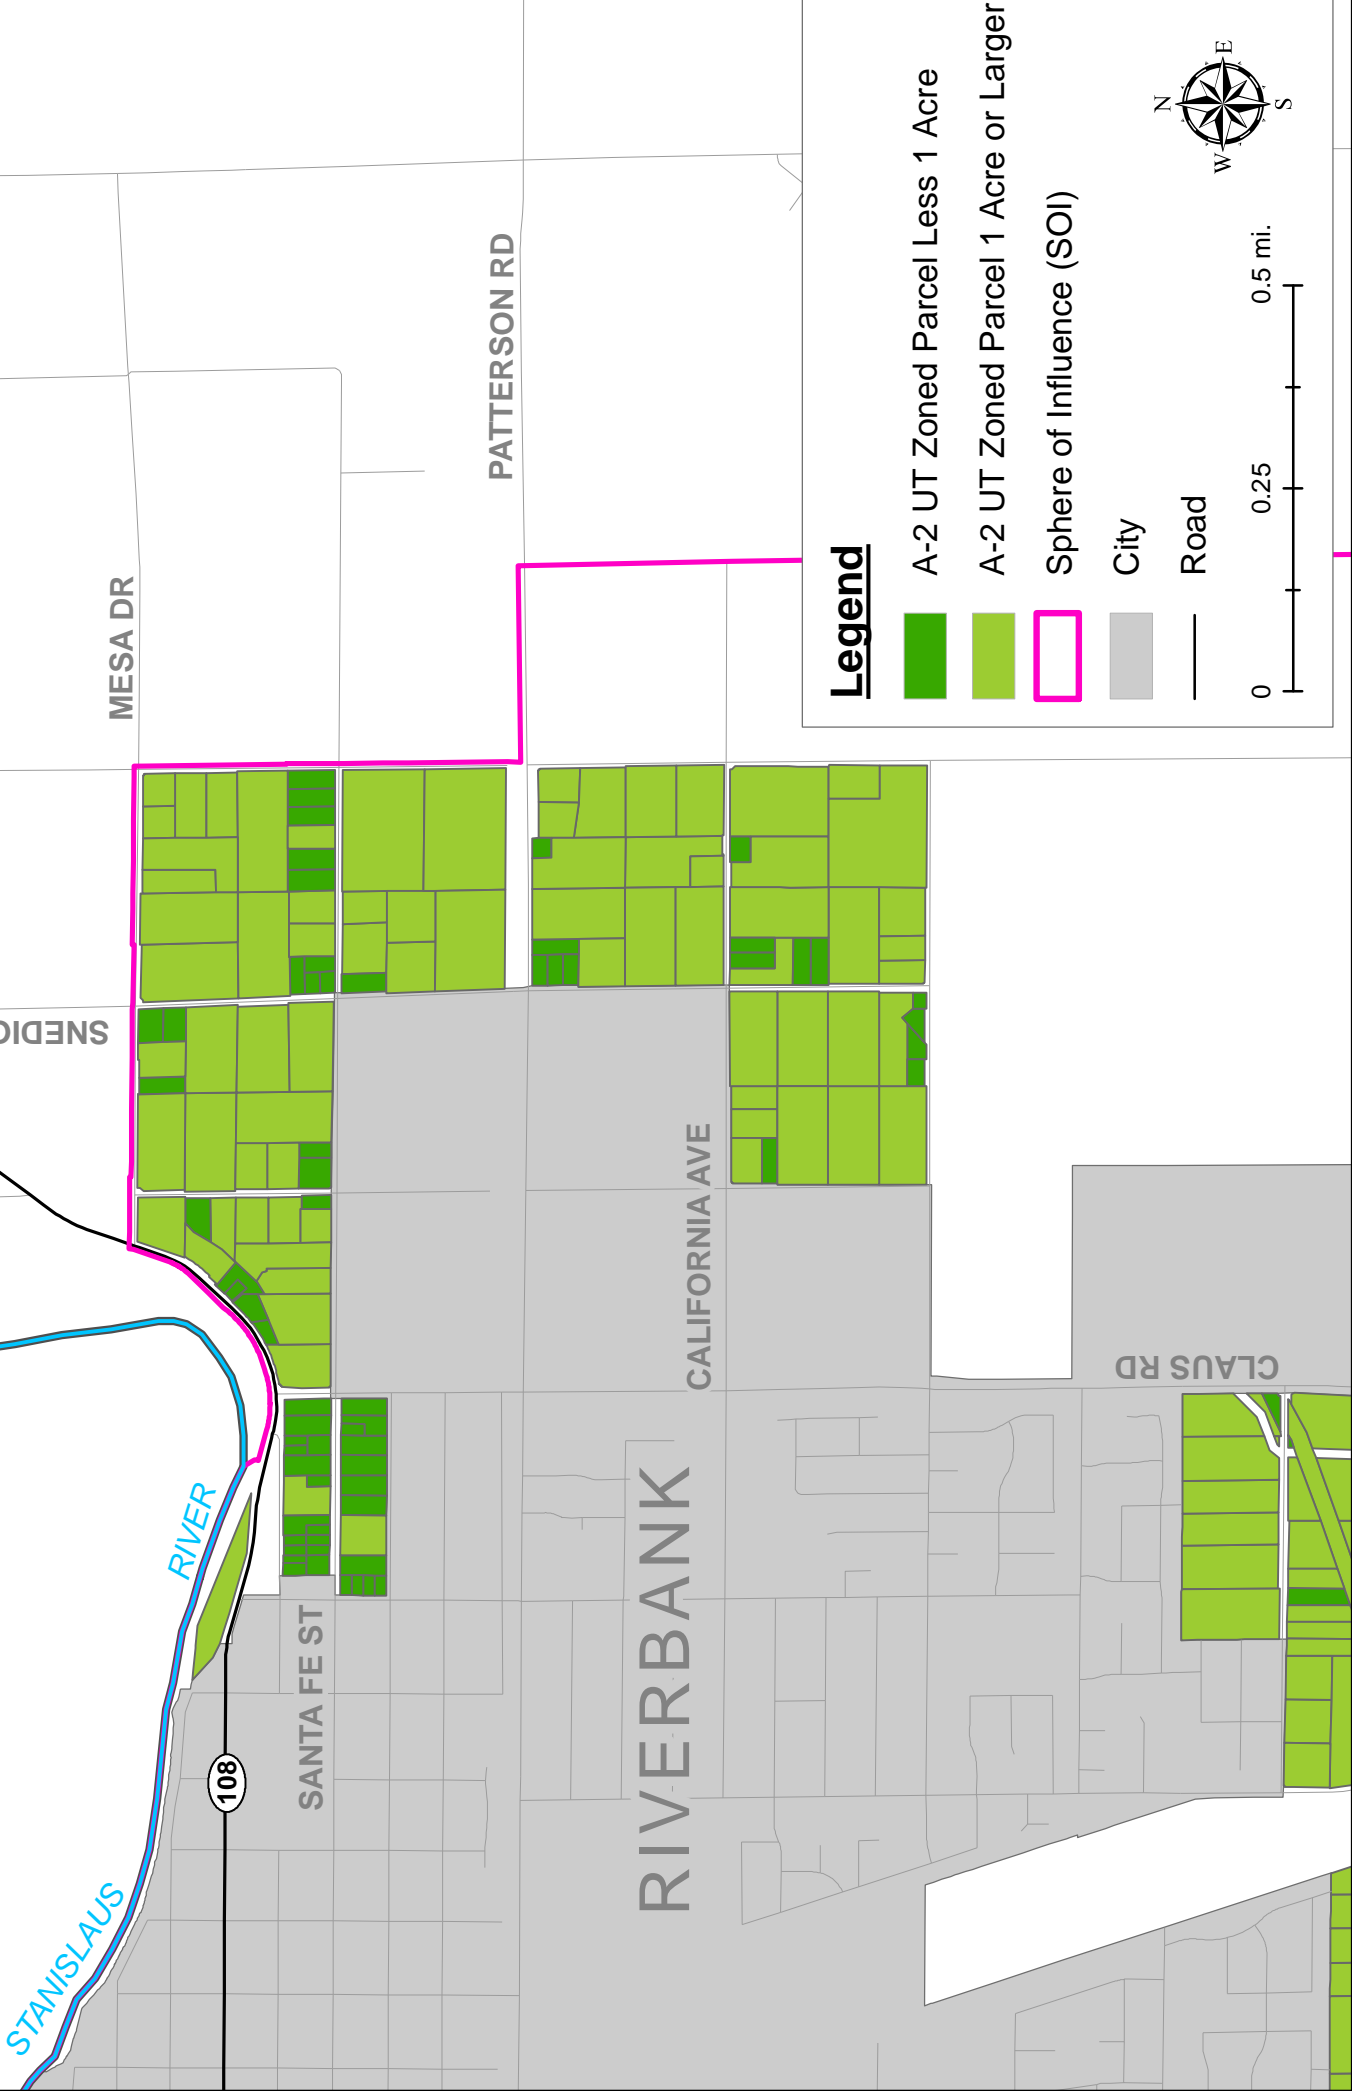 STANISLAUS
RIVER
108
SANTA FE ST
RIVERBANK
CALIFORNIA AVE
CLAUS RD
SNEDIG
MESA DR
PATTERSON RD
Legend
A-2 UT Zoned Parcel Less 1 Acre
A-2 UT Zoned Parcel 1 Acre or Larger
Sphere of Influence (SOI)
City
Road
0 0.25 0.5 mi.
N
W E
S